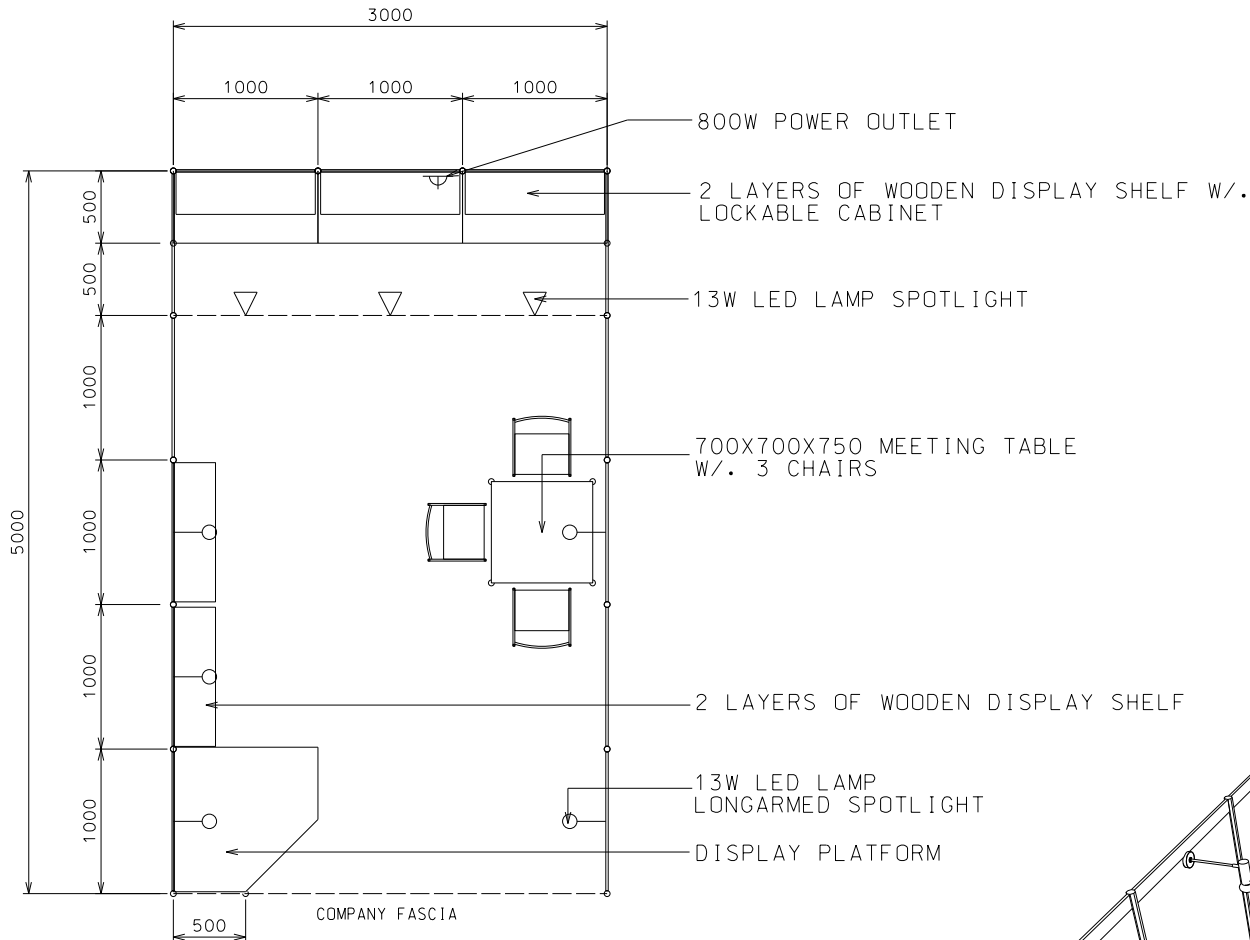 3000
1000
1000
1000
800W POWER OUTLET
500
2 LAYERS OF WOODEN DISPLAY SHELF W/.
LOCKABLE CABINET
500
13W LED LAMP SPOTLIGHT
1000
700X700X750 MEETING TABLE
W/. 3 CHAIRS
5000
1000
1000
2 LAYERS OF WOODEN DISPLAY SHELF
13W LED LAMP
LONGARMED SPOTLIGHT
1000
DISPLAY PLATFORM
COMPANY FASCIA
500